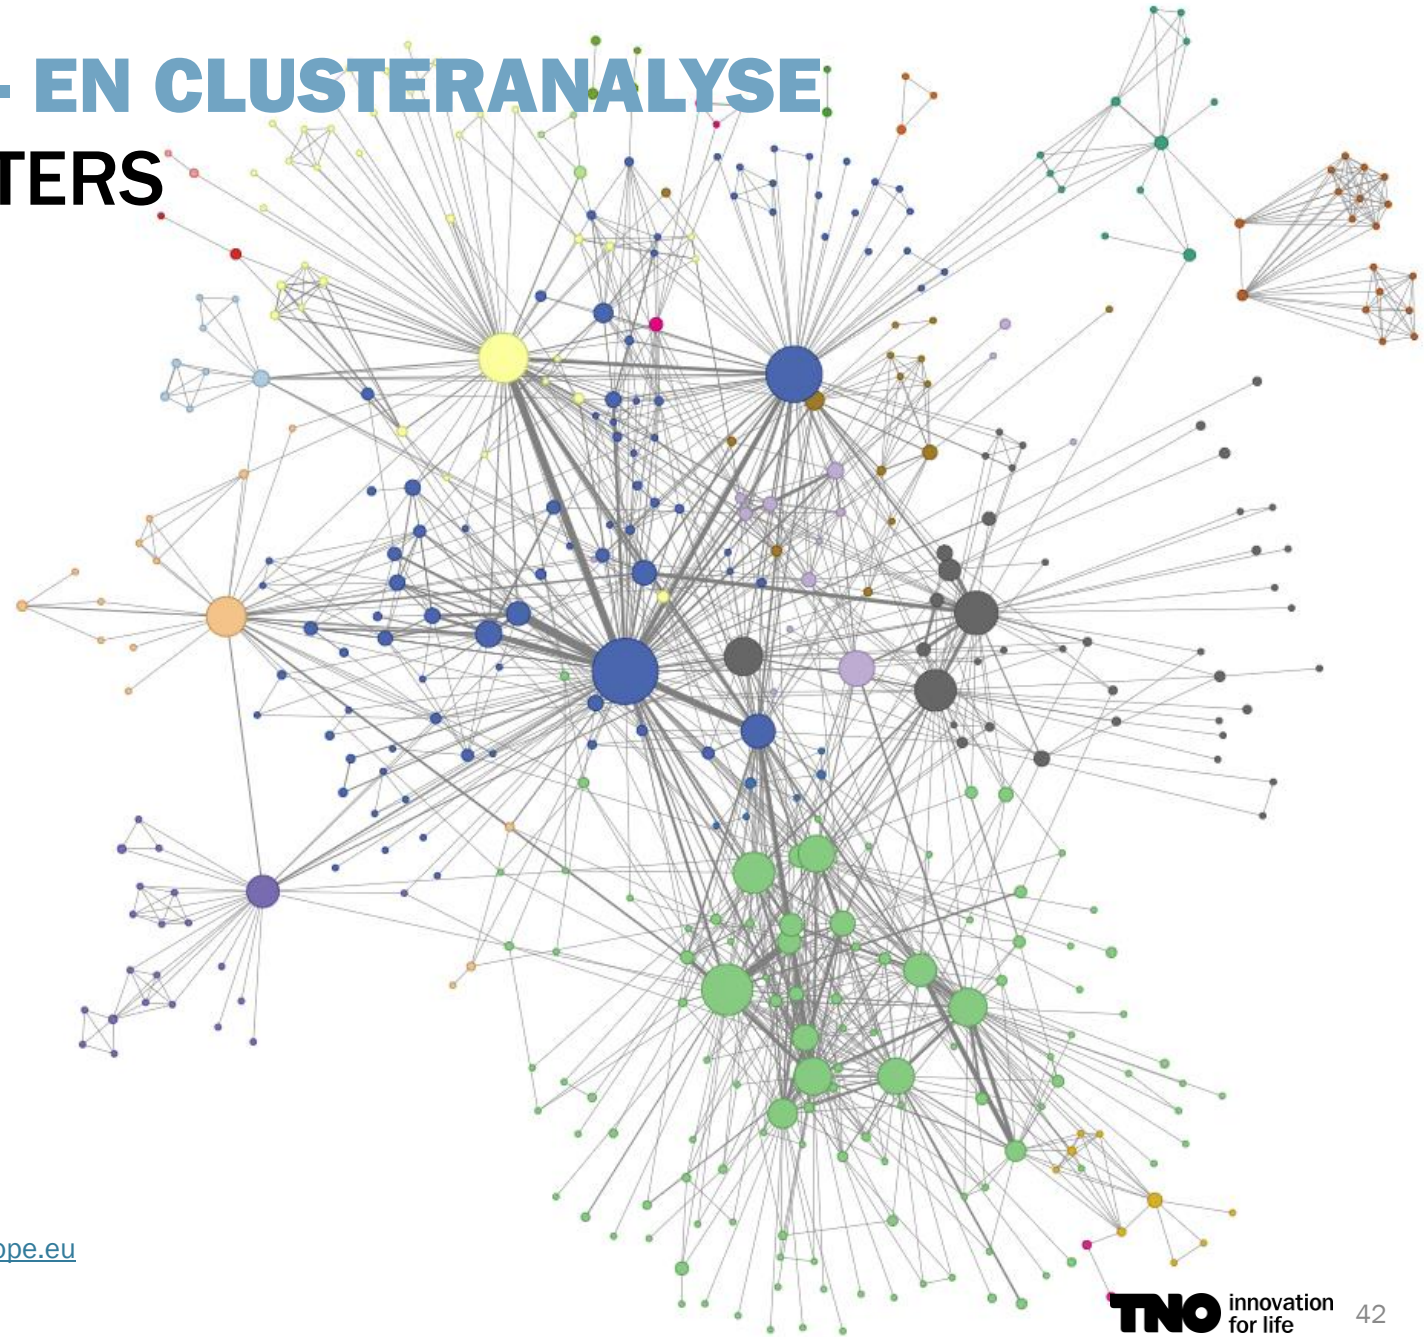 - EN CLUSTERANALYSE
TERS
ope.eu
TNO innovation
for life
42